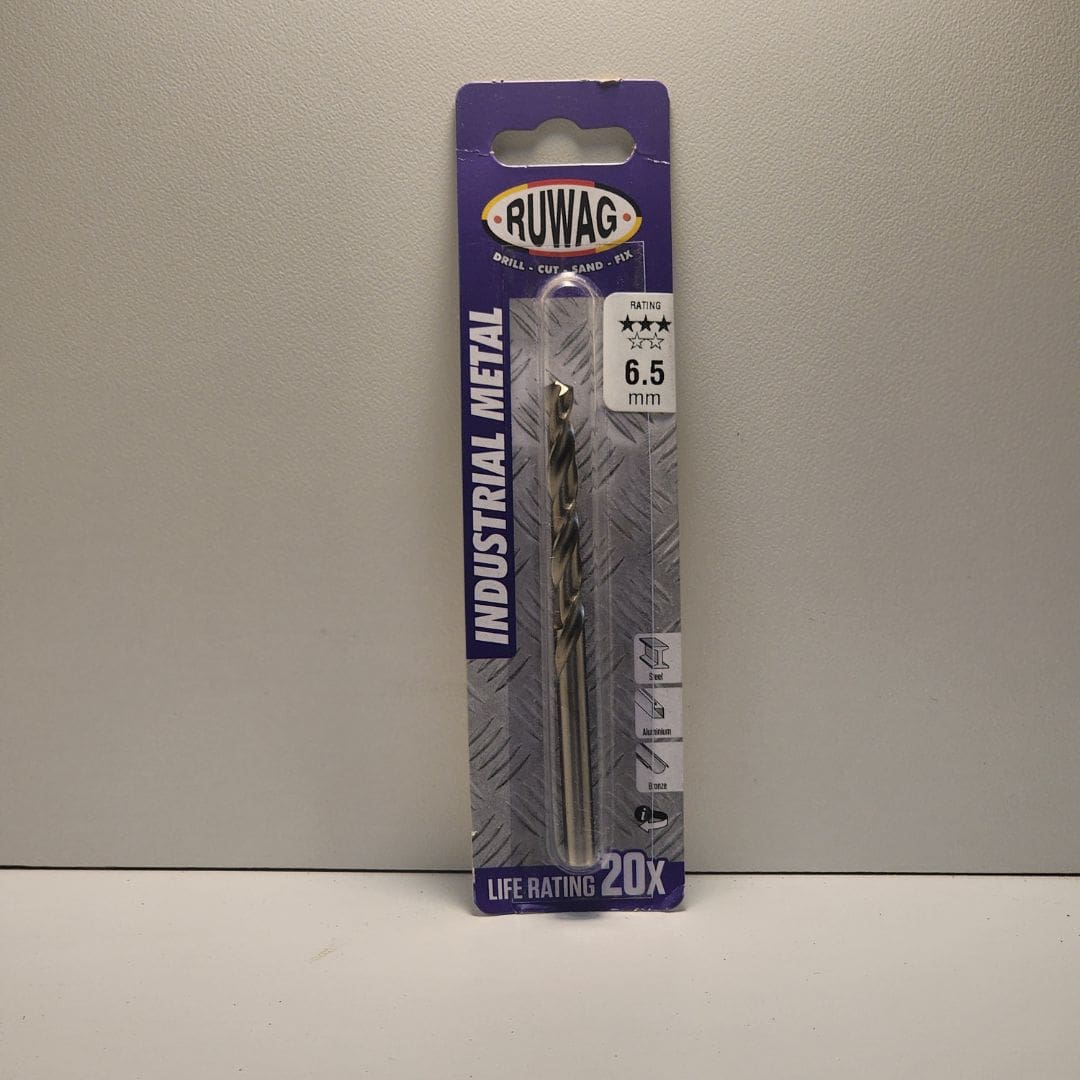 RUWAG
DRILL - CUT - SAND - FIX
INDUSTRIAL METAL
RATING
6.5
mm
Steel
Aluminium
Bronze
i
LIFE RATING 20X